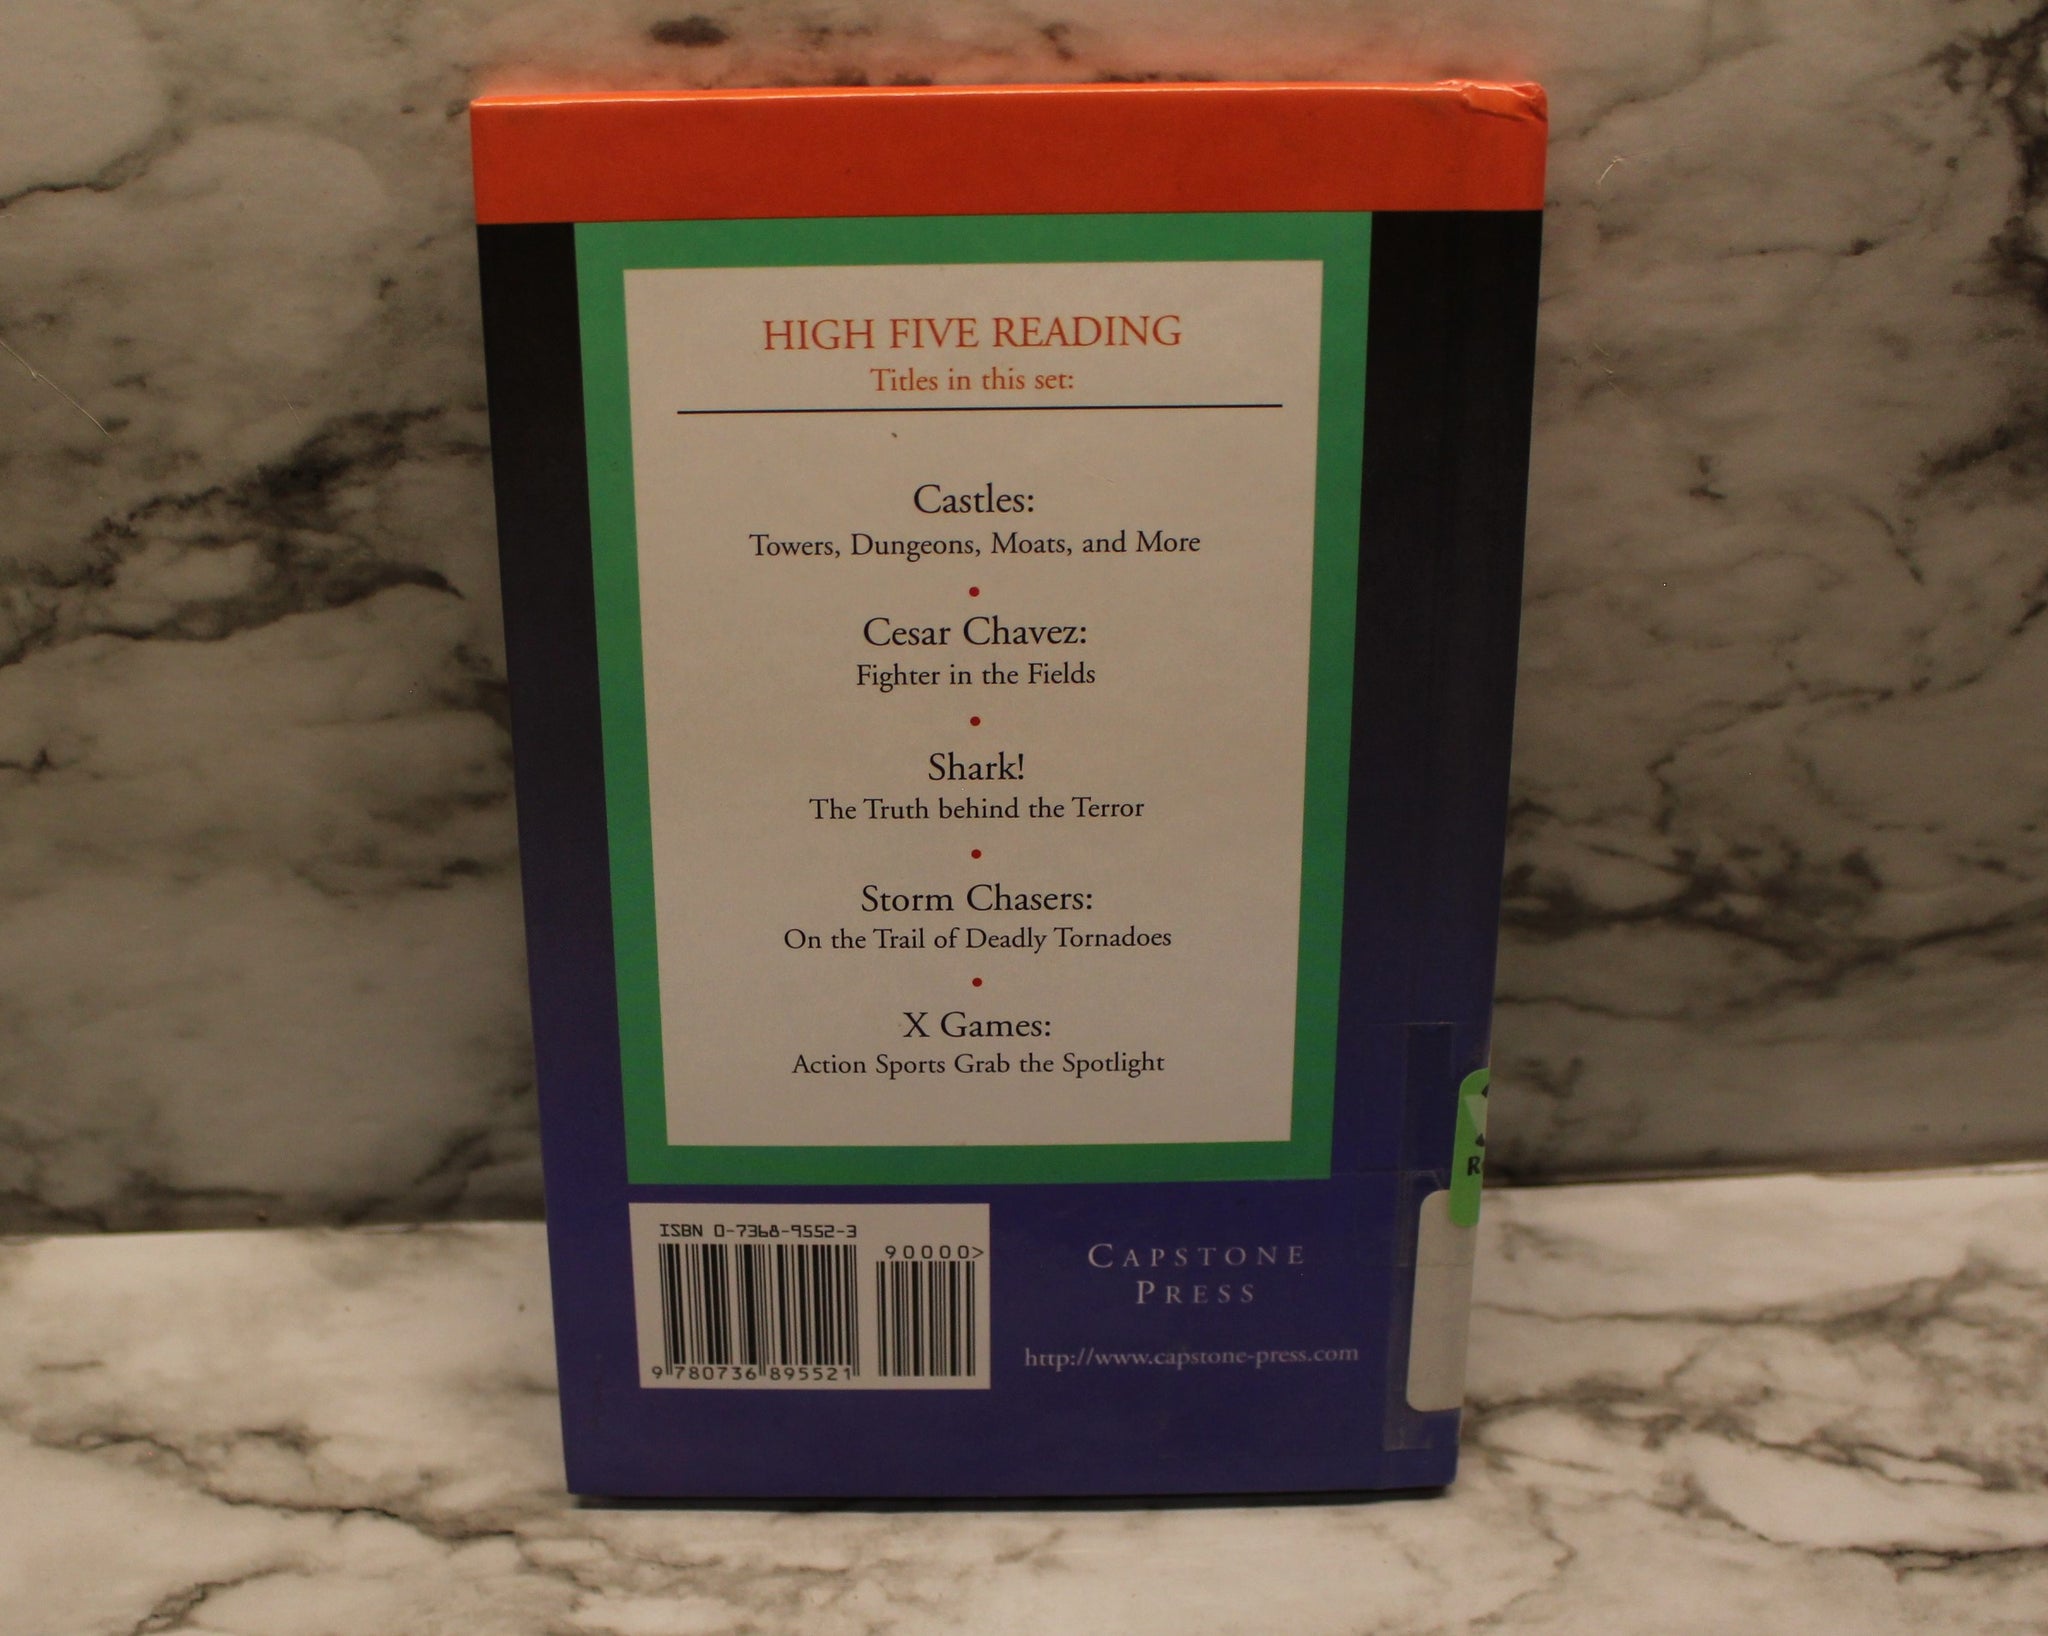 HIGH FIVE READING
Titles in this set:
Castles:
Towers, Dungeons, Moats, and More
Cesar Chavez:
Fighter in the Fields
Shark!
The Truth behind the Terror
Storm Chasers:
On the Trail of Deadly Tornadoes
X Games:
Action Sports Grab the Spotlight
ISBN 0-7368-9552-3
90000>
9 780736 895521
CAPSTONE
PRESS
http://www.capstone-press.com